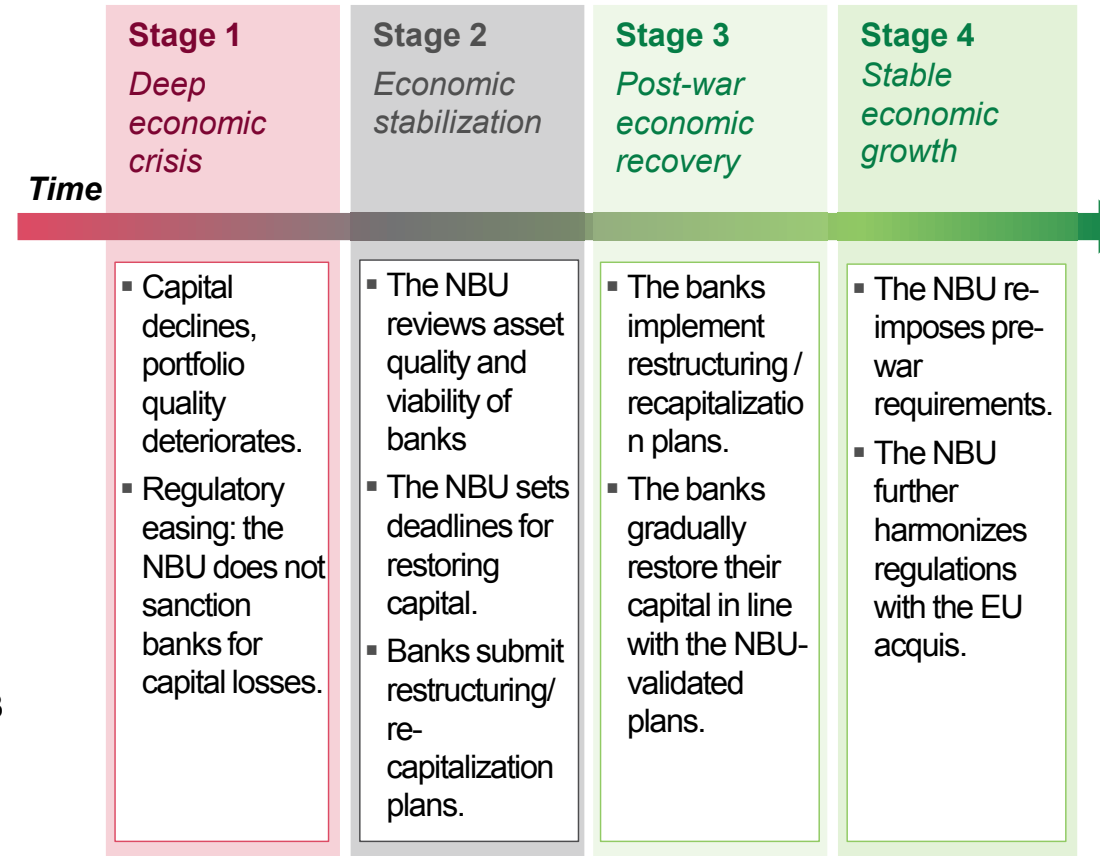 Stage 1
Deep
economic
crisis
Stage 2
Economic
stabilization
Stage 3
Post-war
economic
recovery
Stage 4
Stable
economic
growth
Time
▪ Capital
declines,
portfolio
quality
deteriorates.
▪ Regulatory
easing: the
NBU does not
sanction
banks for
capital losses.
▪ The NBU
reviews asset
quality and
viability of
banks
▪ The NBU sets
deadlines for
restoring
capital.
▪ Banks submit
restructuring/
re-
capitalization
plans.
▪ The banks
implement
restructuring /
recapitalizatio
n plans.
▪ The banks
gradually
restore their
capital in line
with the NBU-
validated
plans.
▪ The NBU re-
imposes pre-
war
requirements.
▪ The NBU
further
harmonizes
regulations
with the EU
acquis.